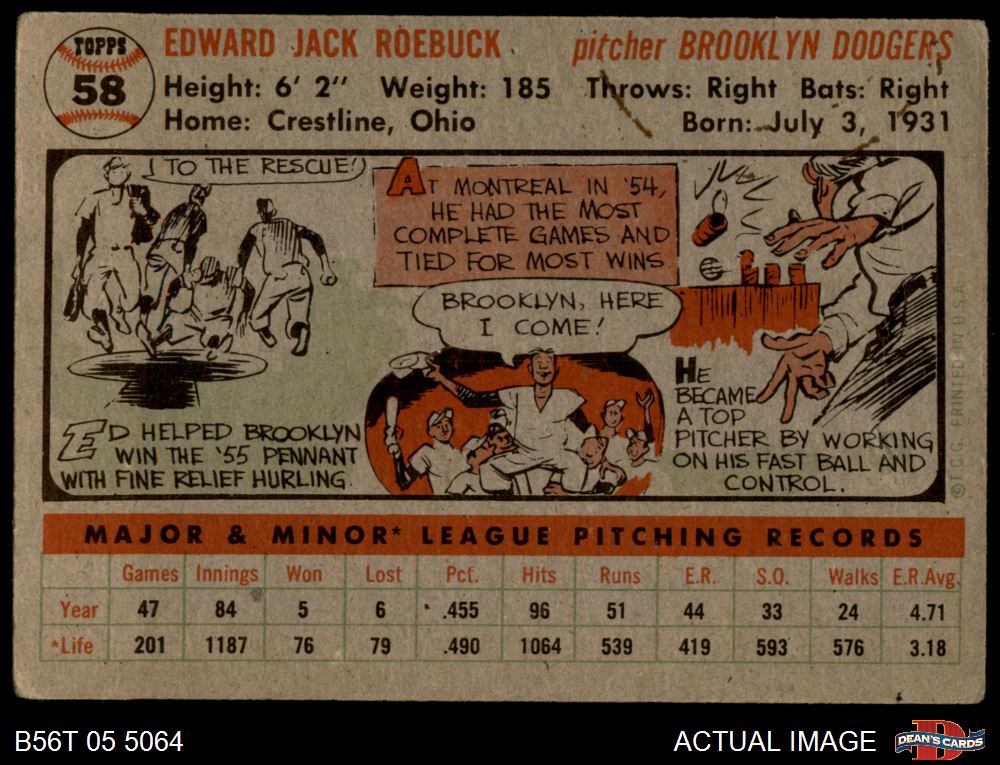 TOPPS
58
EDWARD JACK ROEBUCK pitcher BROOKLYN DODGERS
Height: 6' 2" Weight: 185 Throws: Right Bats: Right
Home: Crestline, Ohio Born: July 3, 1931
TO THE RESCUE!
ED HELPED BROOKLYN
WIN THE '55 PENNANT
WITH FINE RELIEF HURLING.
AT MONTREAL IN '54,
HE HAD THE MOST
COMPLETE GAMES AND
TIED FOR MOST WINS
BROOKLYN, HERE
I COME!
HE
BECAME
A TOP
PITCHER BY WORKING
ON HIS FAST BALL AND
CONTROL.
© T.C.G. PRINTED IN U.S.A.
MAJOR & MINOR* LEAGUE PITCHING RECORDS
Games Innings Won Lost Pct. Hits Runs E.R. S.O. Walks E.R.Avg.
Year 47 84 5 6 .455 96 51 44 33 24 4.71
*Life 201 1187 76 79 .490 1064 539 419 593 576 3.18
B56T 05 5064 ACTUAL IMAGE DEAN'S CARDS